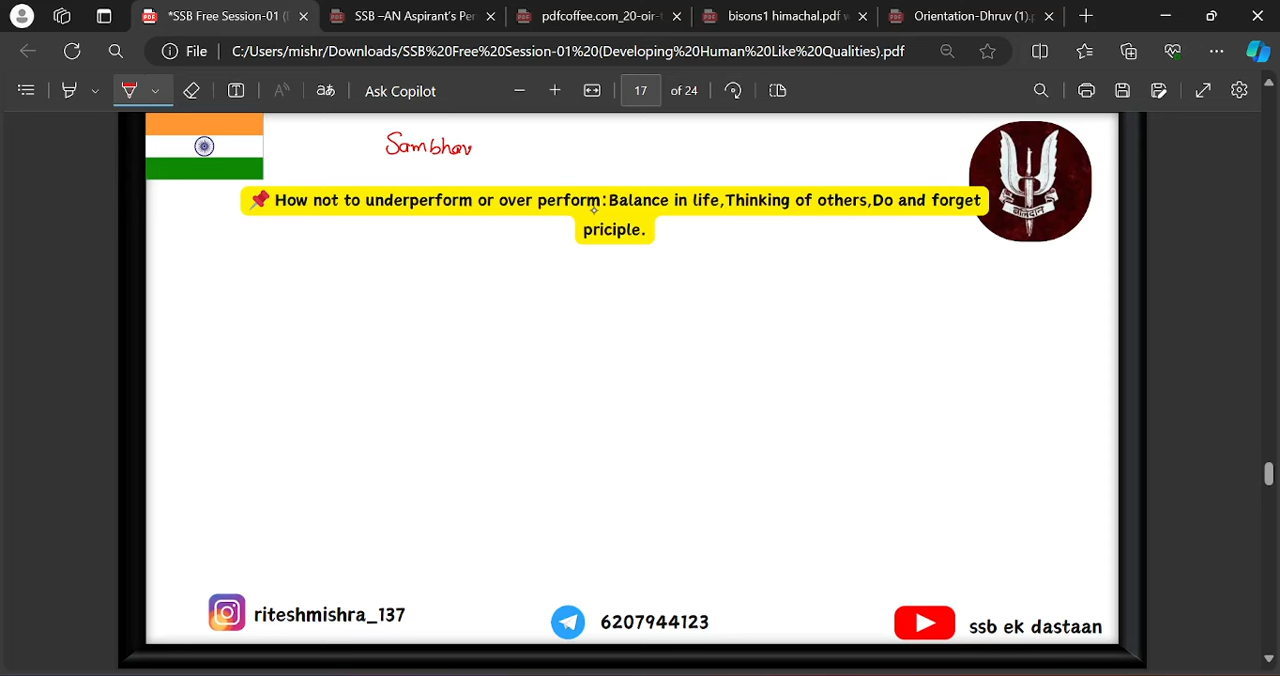 *SSB Free Session-01 (
SSB –AN Aspirant's Per
pdfcoffee.com_20-oir-t
bisons1 himachal.pdf w
Orientation-Dhruv (1).p
File
C:/Users/mishr/Downloads/SSB%20Free%20Session-01%20(Developing%20Human%20Like%20Qualities).pdf
Ask Copilot
17 of 24
Sambhav
How not to underperform or over perform:Balance in life,Thinking of others,Do and forget
priciple.
बलिदान
riteshmishra_137
6207944123
ssb ek dastaan